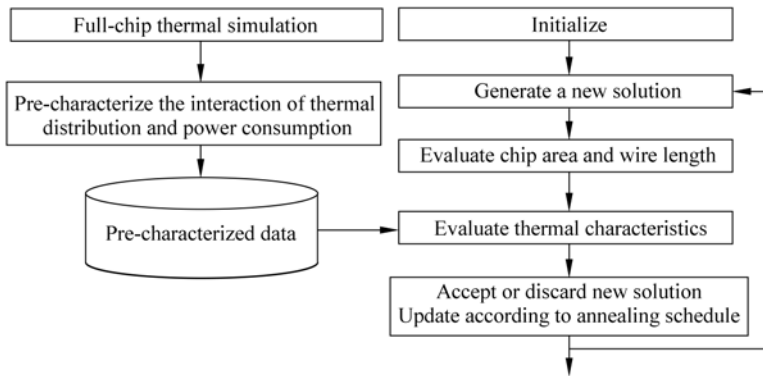 Full-chip thermal simulation
Pre-characterize the interaction of thermal
distribution and power consumption
Pre-characterized data
Initialize
Generate a new solution
Evaluate chip area and wire length
Evaluate thermal characteristics
Accept or discard new solution
Update according to annealing schedule